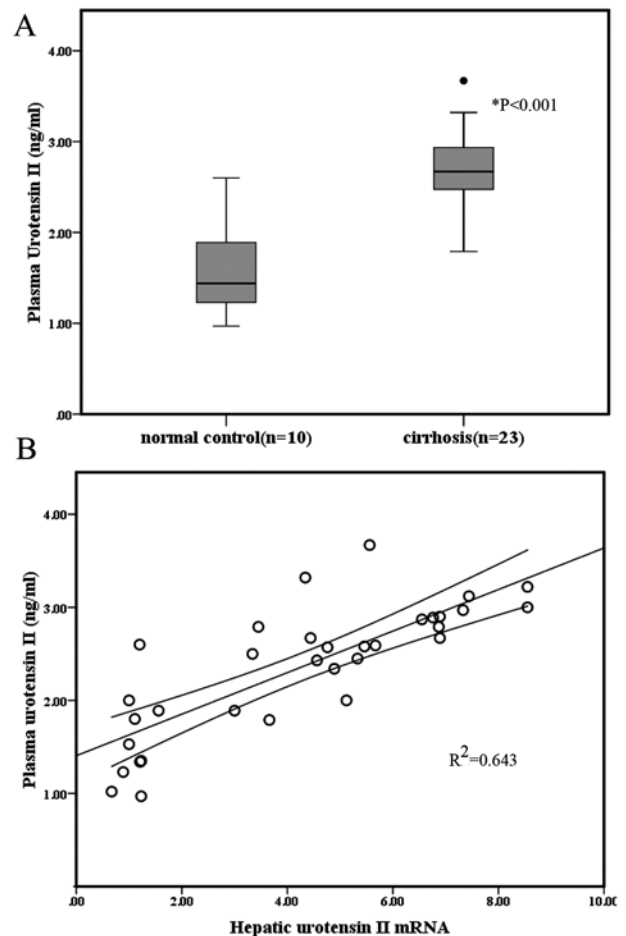 A
Plasma Urotensin II (ng/ml)
4.00
3.00
2.00
1.00
.00
*P<0.001
normal control(n=10)
cirrhosis(n=23)
B
Plasma urotensin II (ng/ml)
4.00
3.00
2.00
1.00
R²=0.643
.00
2.00
4.00
6.00
8.00
10.00
Hepatic urotensin II mRNA